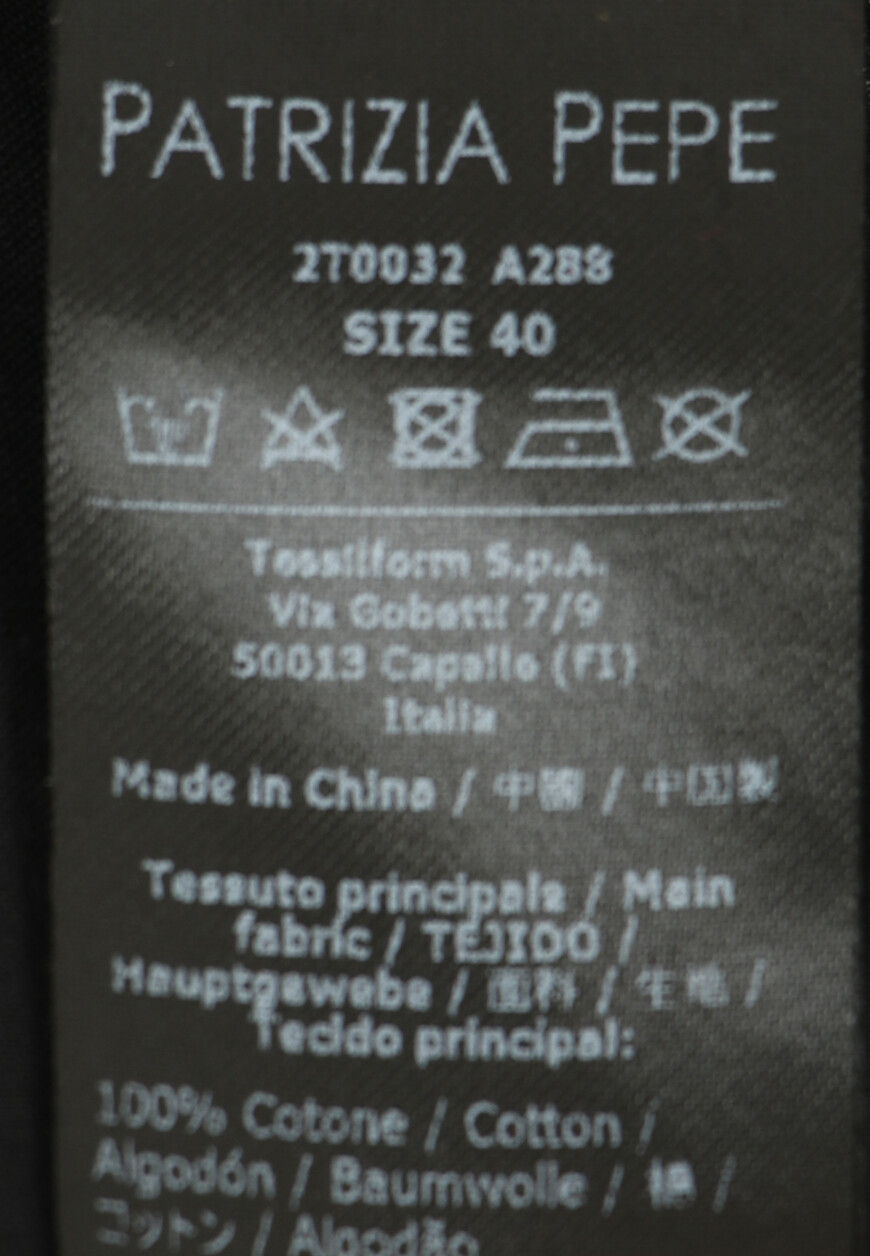 PATRIZIA PEPE
2T0032 A288
SIZE 40
Tessilform S.p.A.
Via Gobetti 7/9
50013 Capalle (FI)
Italia
Made in China / 中國 / 中国製
Tessuto principale / Main
fabric / TEJIDO /
Hauptgewebe / 面料 / 生地 /
Tecido principal:
100% Cotone / Cotton /
Algodón / Baumwolle / 棉 /
コットン / Algodão